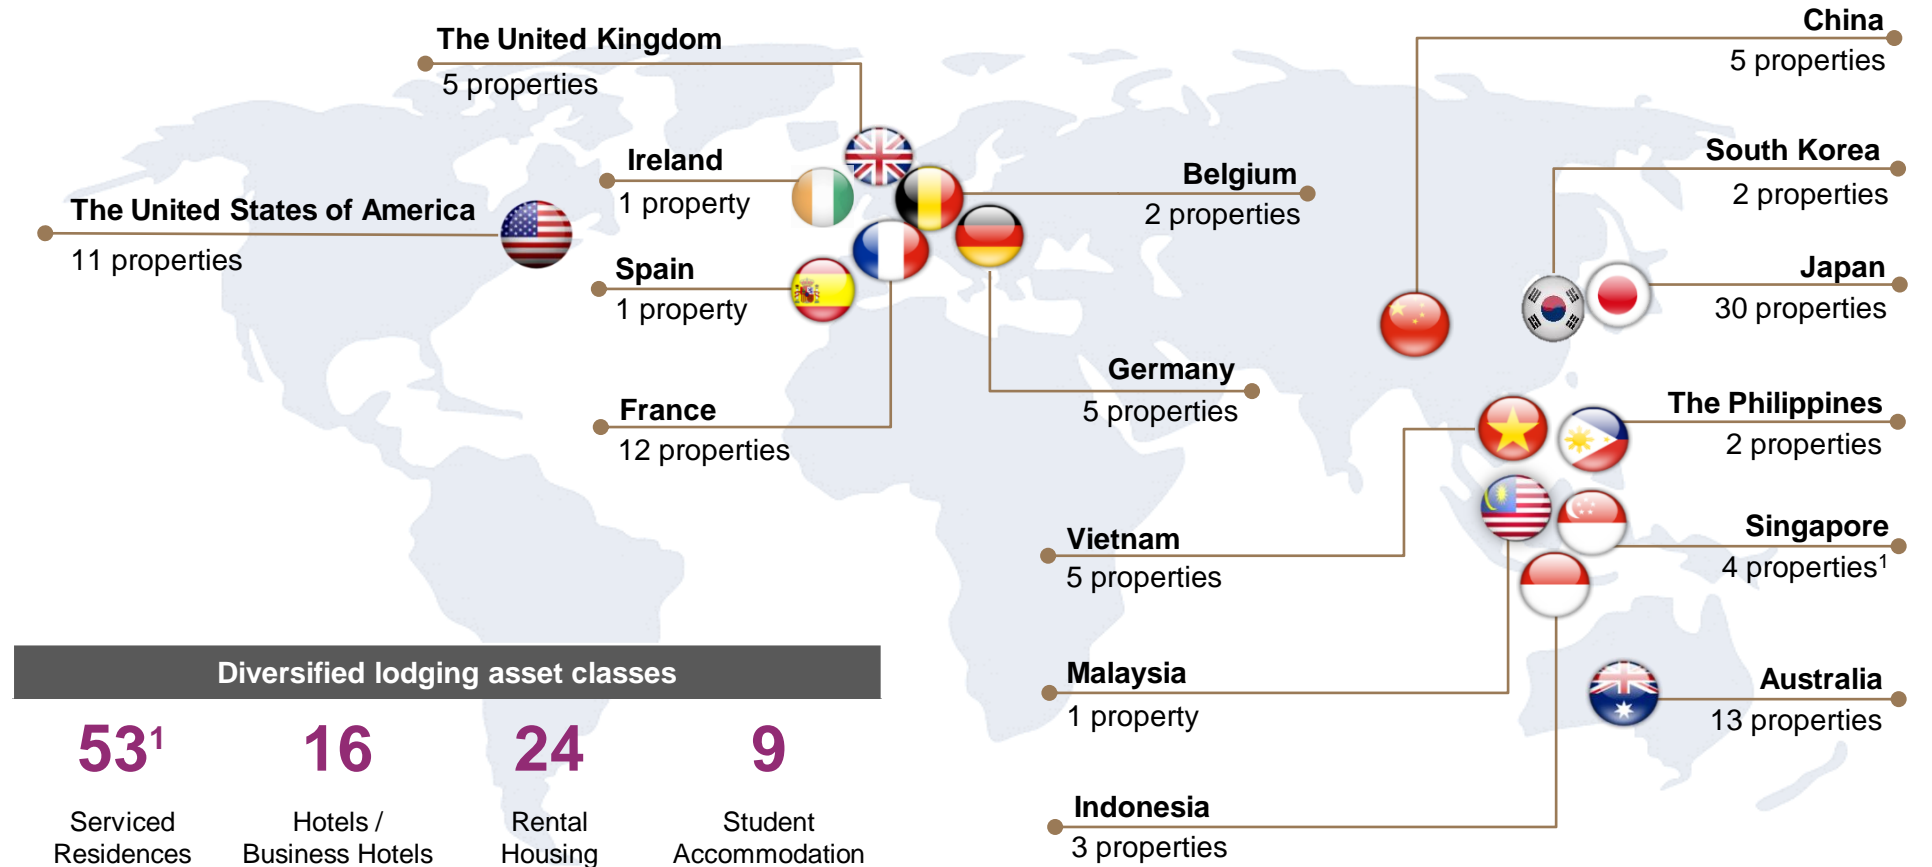 The United Kingdom
5 properties
Ireland
1 property
The United States of America
11 properties
Spain
1 property
France
12 properties
Belgium
2 properties
Germany
5 properties
China
5 properties
South Korea
2 properties
Japan
30 properties
The Philippines
2 properties
Vietnam
5 properties
Singapore
4 properties¹
Malaysia
1 property
Australia
13 properties
Indonesia
3 properties
Diversified lodging asset classes
53¹
Serviced
Residences
16
Hotels /
Business Hotels
24
Rental
Housing
9
Student
Accommodation